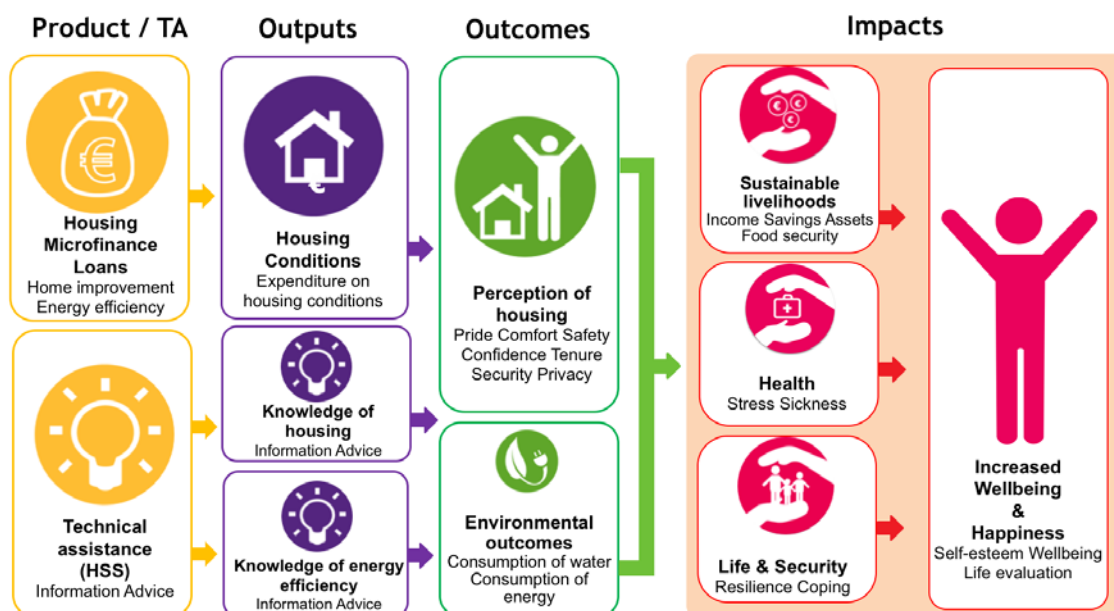 Product / TA
Outputs
Outcomes
Impacts
€
Housing
Microfinance
Loans
Home improvement
Energy efficiency
Technical
assistance
(HSS)
Information Advice
€
Housing
Conditions
Expenditure on
housing conditions
Knowledge of
housing
Information Advice
Knowledge of energy
efficiency
Information Advice
Perception of
housing
Pride Comfort Safety
Confidence Tenure
Security Privacy
Environmental
outcomes
Consumption of water
Consumption of
energy
€ € €
Sustainable
livelihoods
Income Savings Assets
Food security
Health
Stress Sickness
Life & Security
Resilience Coping
Increased
Wellbeing
&
Happiness
Self-esteem Wellbeing
Life evaluation